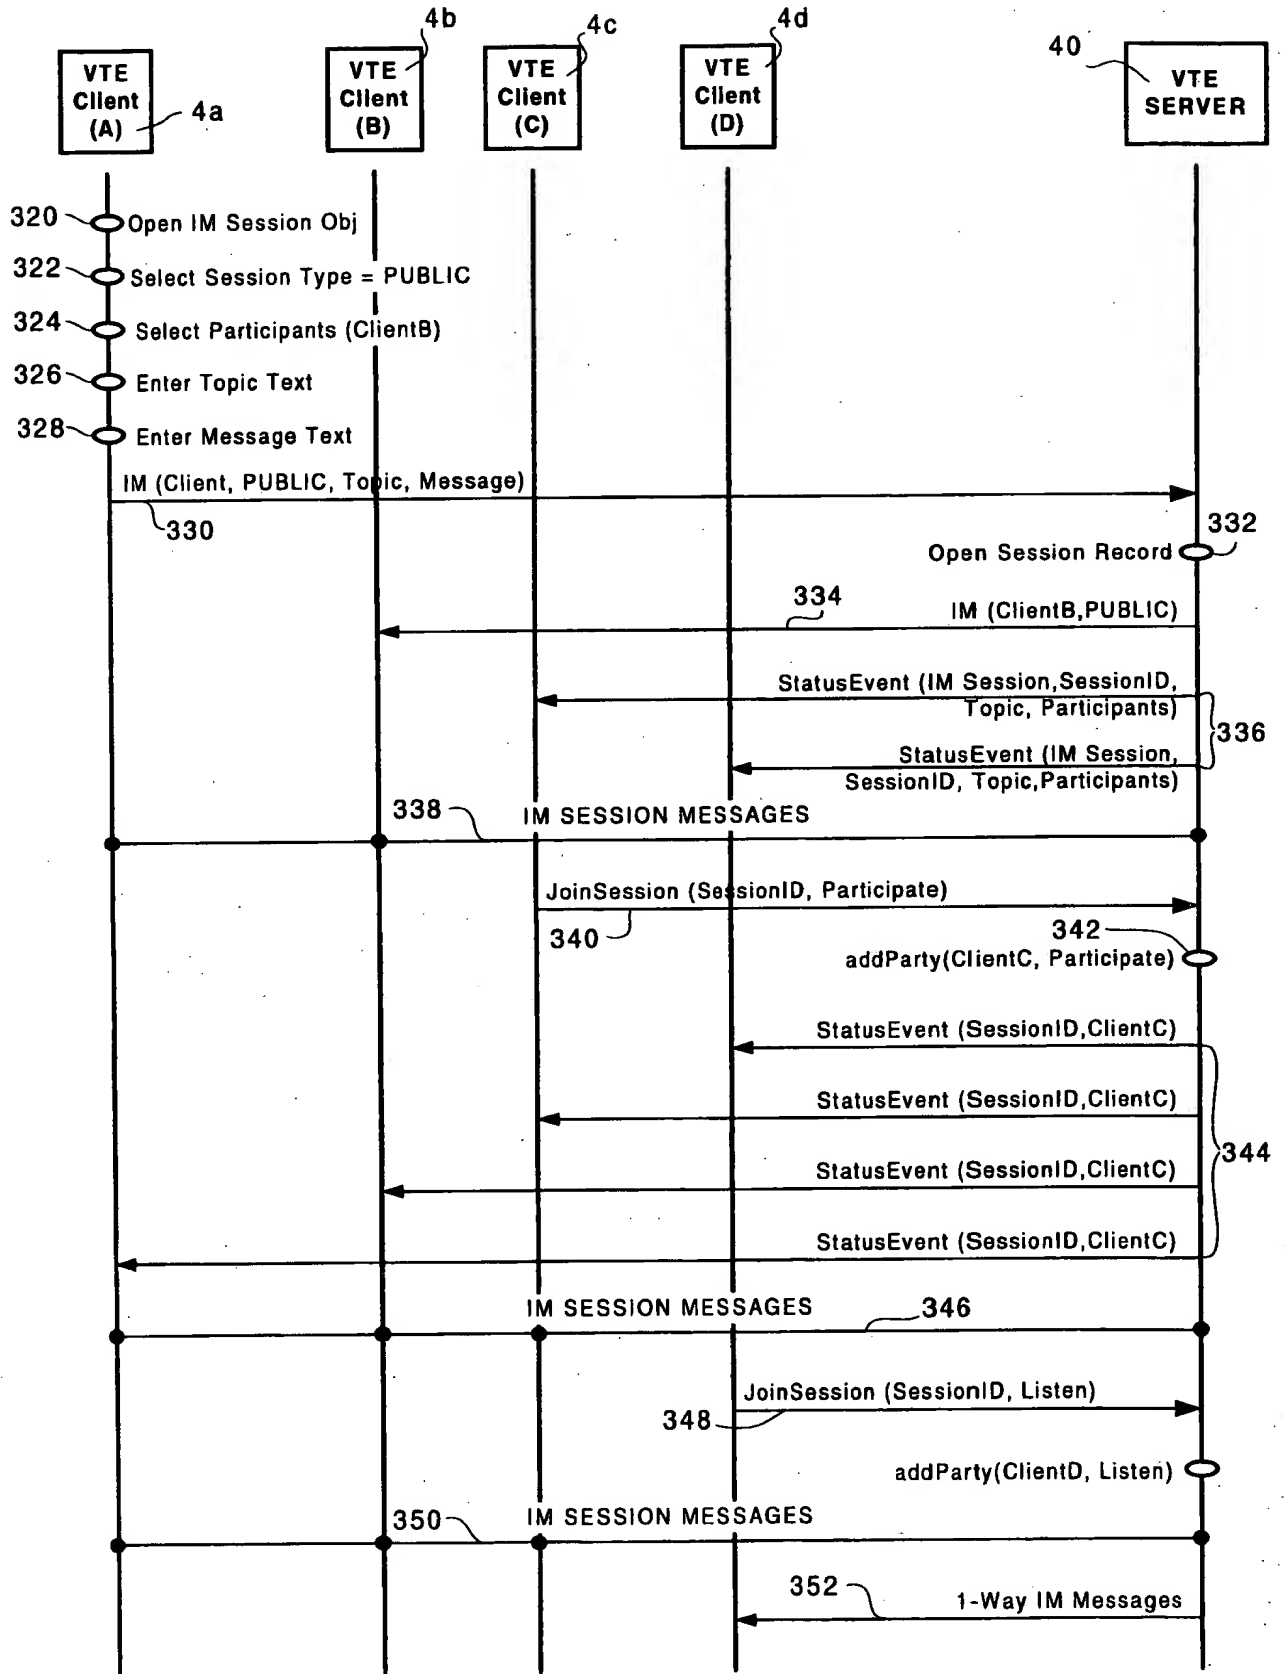 4b
4c
4d
40
VTE
Client
(A)
4a
VTE
Client
(B)
VTE
Client
(C)
VTE
Client
(D)
VTE
SERVER
320
Open IM Session Obj
322
Select Session Type = PUBLIC
324
Select Participants (ClientB)
326
Enter Topic Text
328
Enter Message Text
IM (Client, PUBLIC, Topic, Message)
330
332
Open Session Record
334
IM (ClientB,PUBLIC)
StatusEvent (IM Session,SessionID,
Topic, Participants)
336
StatusEvent (IM Session,
SessionID, Topic,Participants)
338
IM SESSION MESSAGES
JoinSession (SessionID, Participate)
340
342
addParty(ClientC, Participate)
StatusEvent (SessionID,ClientC)
StatusEvent (SessionID,ClientC)
344
StatusEvent (SessionID,ClientC)
StatusEvent (SessionID,ClientC)
IM SESSION MESSAGES
346
JoinSession (SessionID, Listen)
348
addParty(ClientD, Listen)
IM SESSION MESSAGES
350
352
1-Way IM Messages